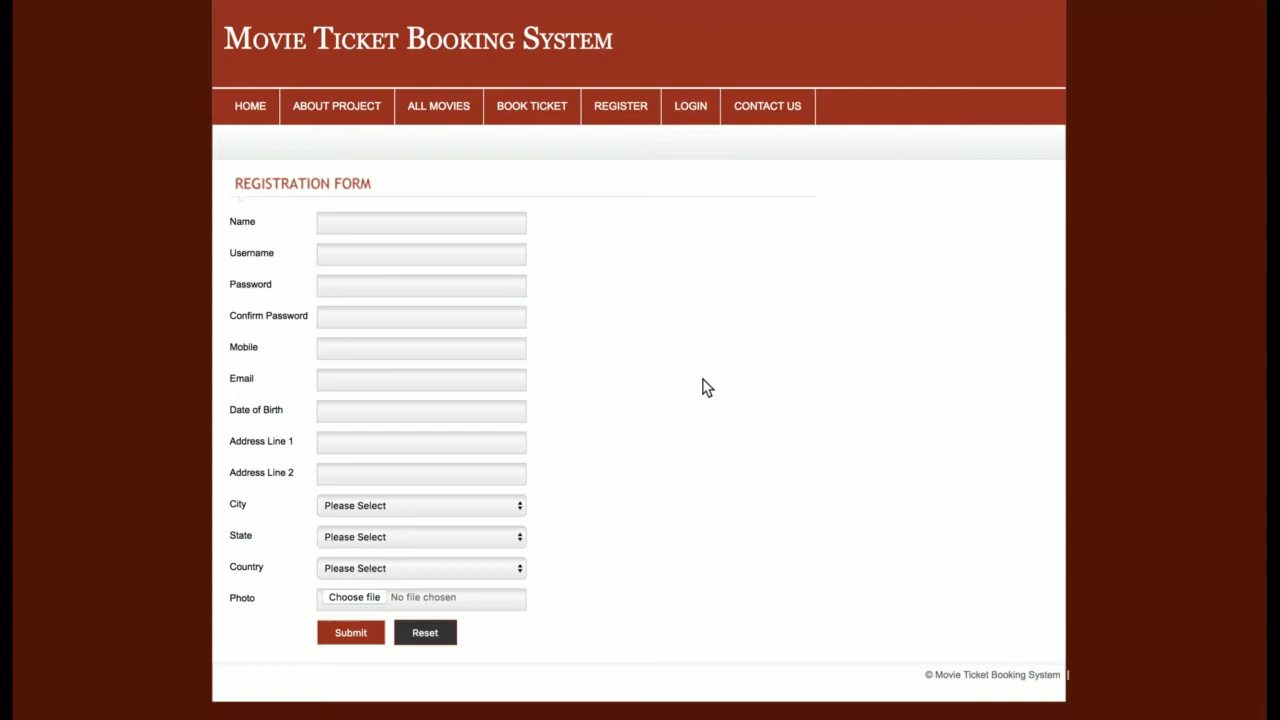 Movie Ticket Booking System
HOME ABOUT PROJECT ALL MOVIES BOOK TICKET REGISTER LOGIN CONTACT US
REGISTRATION FORM
Name
Username
Password
Confirm Password
Mobile
Email
Date of Birth
Address Line 1
Address Line 2
City Please Select
State Please Select
Country Please Select
Photo Choose file No file chosen
Submit Reset
© Movie Ticket Booking System |